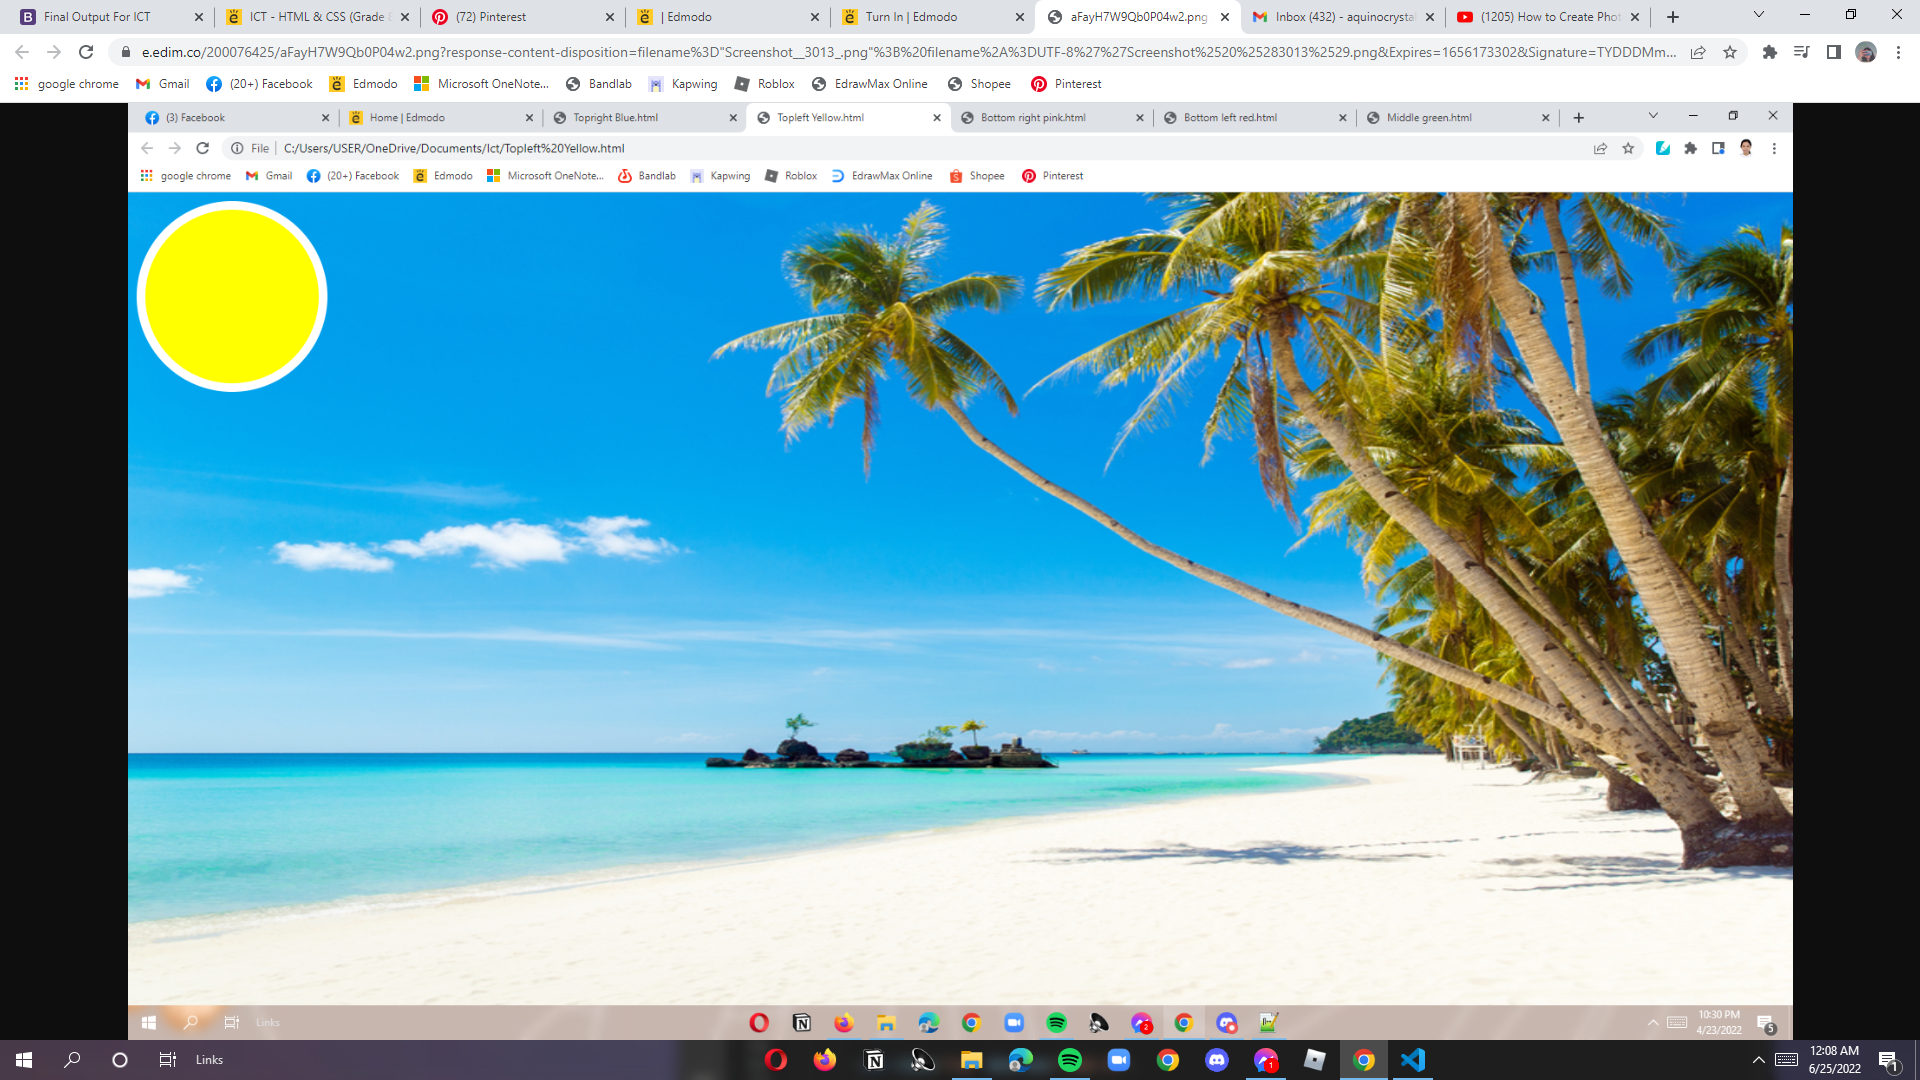 Final Output For ICT
ICT - HTML & CSS (Grade 8
(72) Pinterest
| Edmodo
Turn In | Edmodo
aFayH7W9Qb0P04w2.png
Inbox (432) - aquinocrystal
(1205) How to Create Phot
e.edim.co/200076425/aFayH7W9Qb0P04w2.png?response-content-disposition=filename%3D"Screenshot__3013_.png"%3B%20filename%2A%3DUTF-8%27%27Screenshot%2520%25283013%2529.png&Expires=1656173302&Signature=TYDDDMm...
google chrome
Gmail
(20+) Facebook
Edmodo
Microsoft OneNote...
Bandlab
Kapwing
Roblox
EdrawMax Online
Shopee
Pinterest
(3) Facebook
Home | Edmodo
Topright Blue.html
Topleft Yellow.html
Bottom right pink.html
Bottom left red.html
Middle green.html
File
C:/Users/USER/OneDrive/Documents/Ict/Topleft%20Yellow.html
google chrome
Gmail
(20+) Facebook
Edmodo
Microsoft OneNote...
Bandlab
Kapwing
Roblox
EdrawMax Online
Shopee
Pinterest
Links
2
10:30 PM
4/23/2022
5
Links
1
12:08 AM
6/25/2022
1